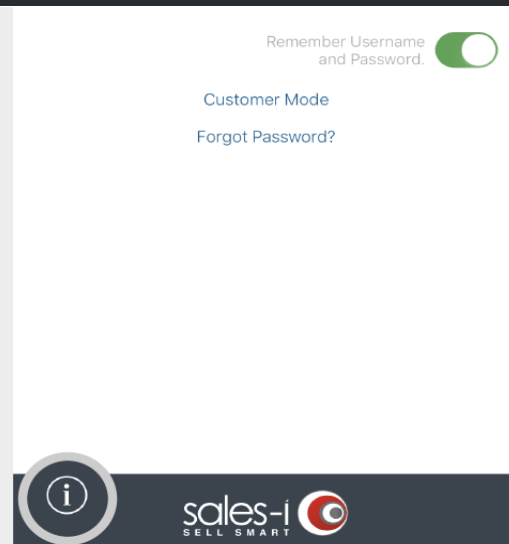 Remember Username
and Password.
Customer Mode
Forgot Password?
i
sales-i
SELL SMART